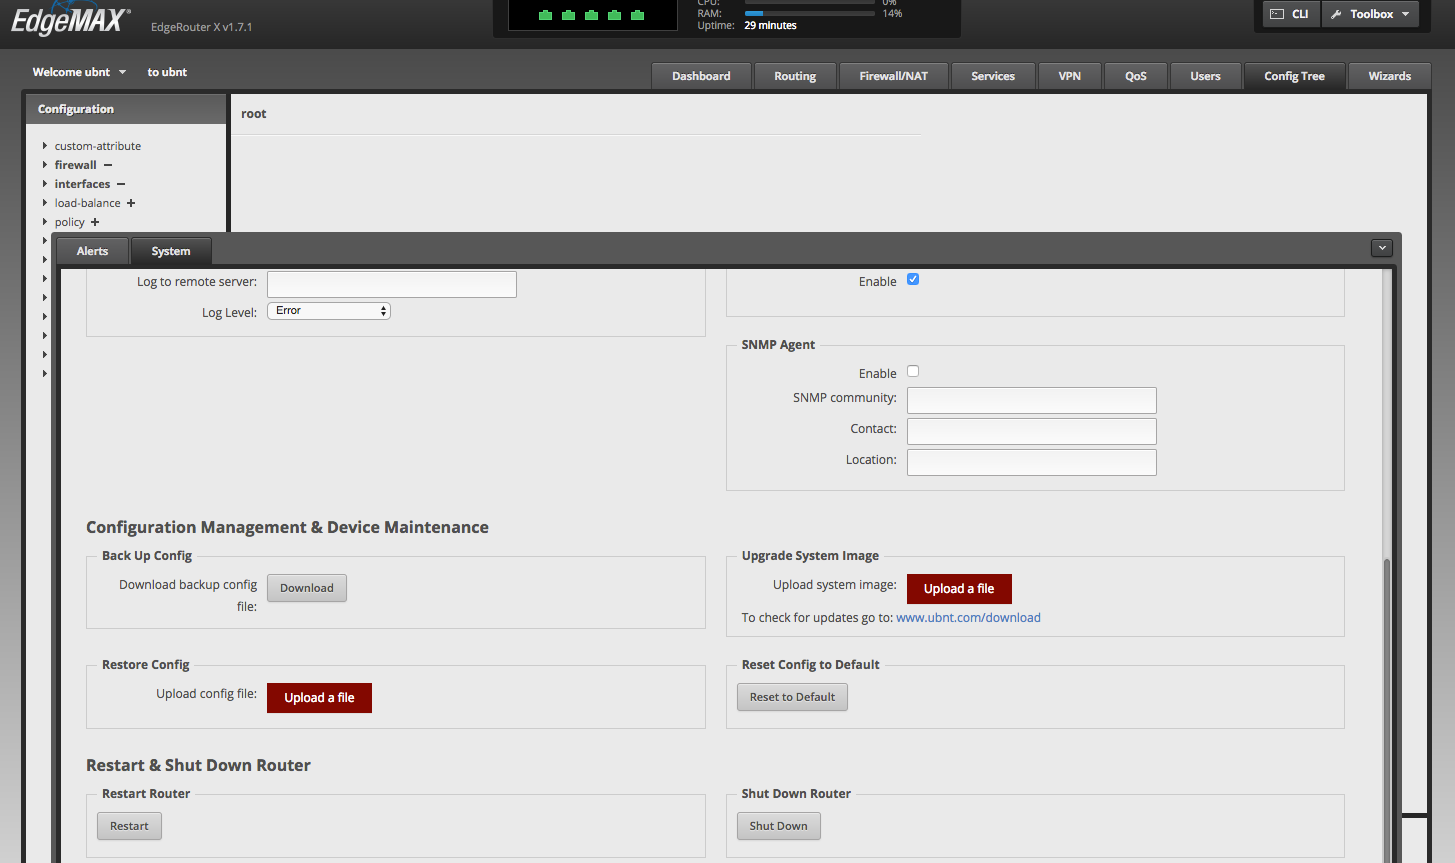 EdgeMAX®
EdgeRouter X v1.7.1
CPU: 0%
RAM: 14%
Uptime: 29 minutes
CLI
Toolbox
Welcome ubnt to ubnt
Dashboard Routing Firewall/NAT Services VPN QoS Users Config Tree Wizards
Configuration
root
custom-attribute
firewall −
interfaces −
load-balance +
policy +
Alerts System
Log to remote server:
Log Level: Error
Enable
SNMP Agent
Enable
SNMP community:
Contact:
Location:
Configuration Management & Device Maintenance
Back Up Config
Download backup config
file:
Download
Upgrade System Image
Upload system image: Upload a file
To check for updates go to: www.ubnt.com/download
Restore Config
Upload config file: Upload a file
Reset Config to Default
Reset to Default
Restart & Shut Down Router
Restart Router
Restart
Shut Down Router
Shut Down